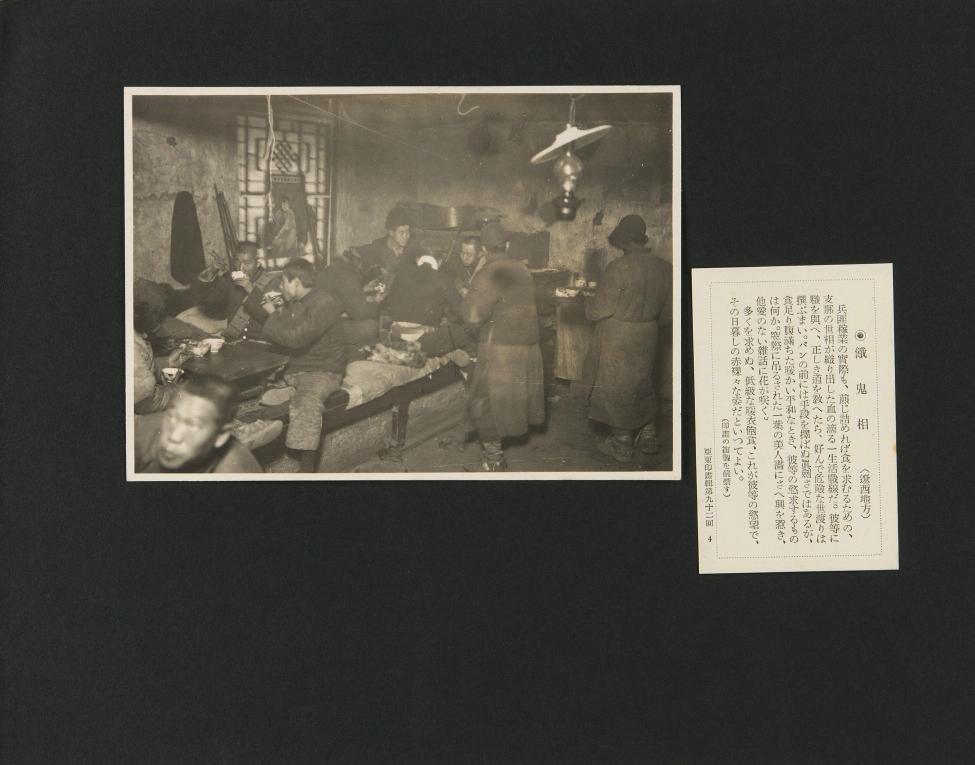 ◉餓鬼相 (遼西地方)
兵匪稼業の實際も、煎じ詰めれば食を求むるための、
支那の世相が織り出した血の滴る一生活戰線だ。彼等に
職を與へ、正しき道を敎へたら、好んで危險な世渡りは
撰ぶまい。パンの前には手段を擇ばぬ眞劍さではあるが、
食足り腹滿ちた暖かい平和なとき、彼等の慾求するもの
は何か。窓際に吊るされた一葉の美人畵にさへ興を惹き、
他愛のない雜話に花が咲く。
多くを求めぬ、低級な暖衣飽食、これが彼等の慾望で、
その日暮しの赤裸々な姿だといつてよい。
(印畵の複製を嚴禁す)
亞東印畵輯第九十二回 4